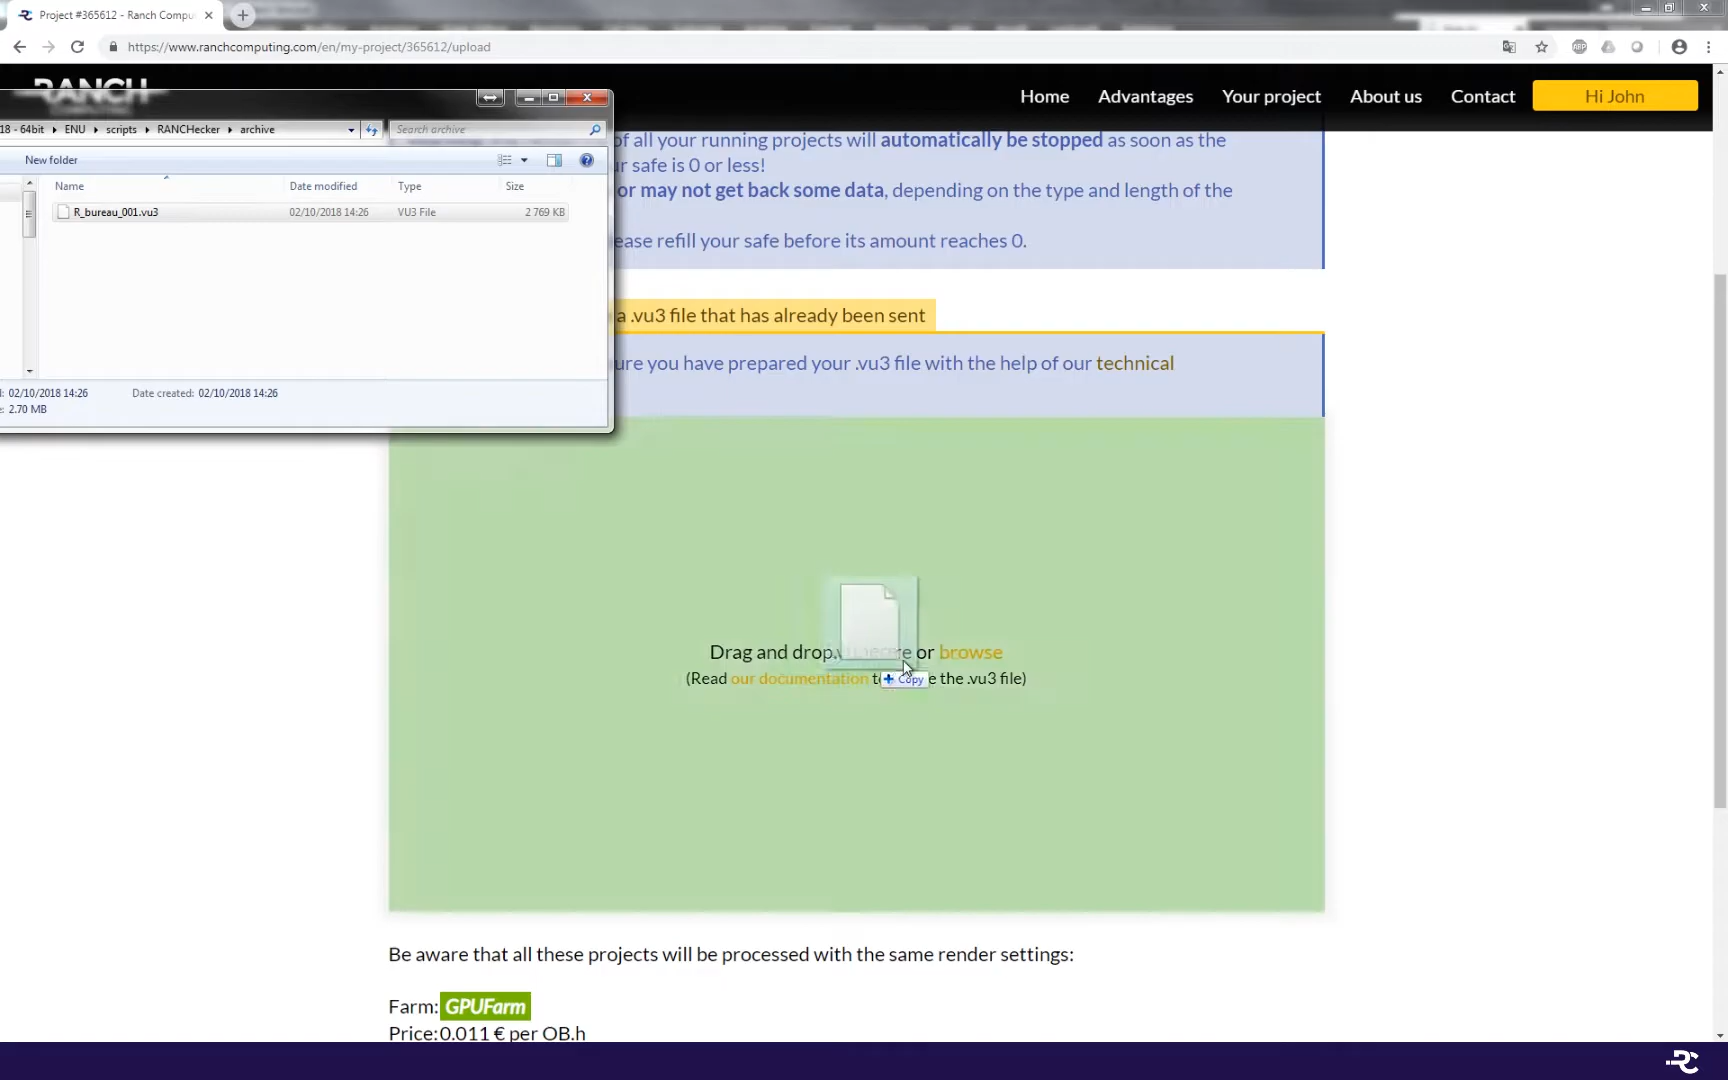 Project #365612 - Ranch Compu
https://www.ranchcomputing.com/en/my-project/365612/upload
RANCH
Home Advantages Your project About us Contact Hi John
18 - 64bit ENU scripts RANCHecker archive Search archive
New folder
Name Date modified Type Size
R_bureau_001.vu3 02/10/2018 14:26 VU3 File 2 769 KB
02/10/2018 14:26 Date created: 02/10/2018 14:26
2.70 MB
of all your running projects will automatically be stopped as soon as the
r safe is 0 or less!
or may not get back some data, depending on the type and length of the
ease refill your safe before its amount reaches 0.
a .vu3 file that has already been sent
ure you have prepared your .vu3 file with the help of our technical
Drag and drop or browse
(Read our documentation the .vu3 file)
Copy
Be aware that all these projects will be processed with the same render settings:
Farm: GPUFarm
Price: 0.011 € per OB.h